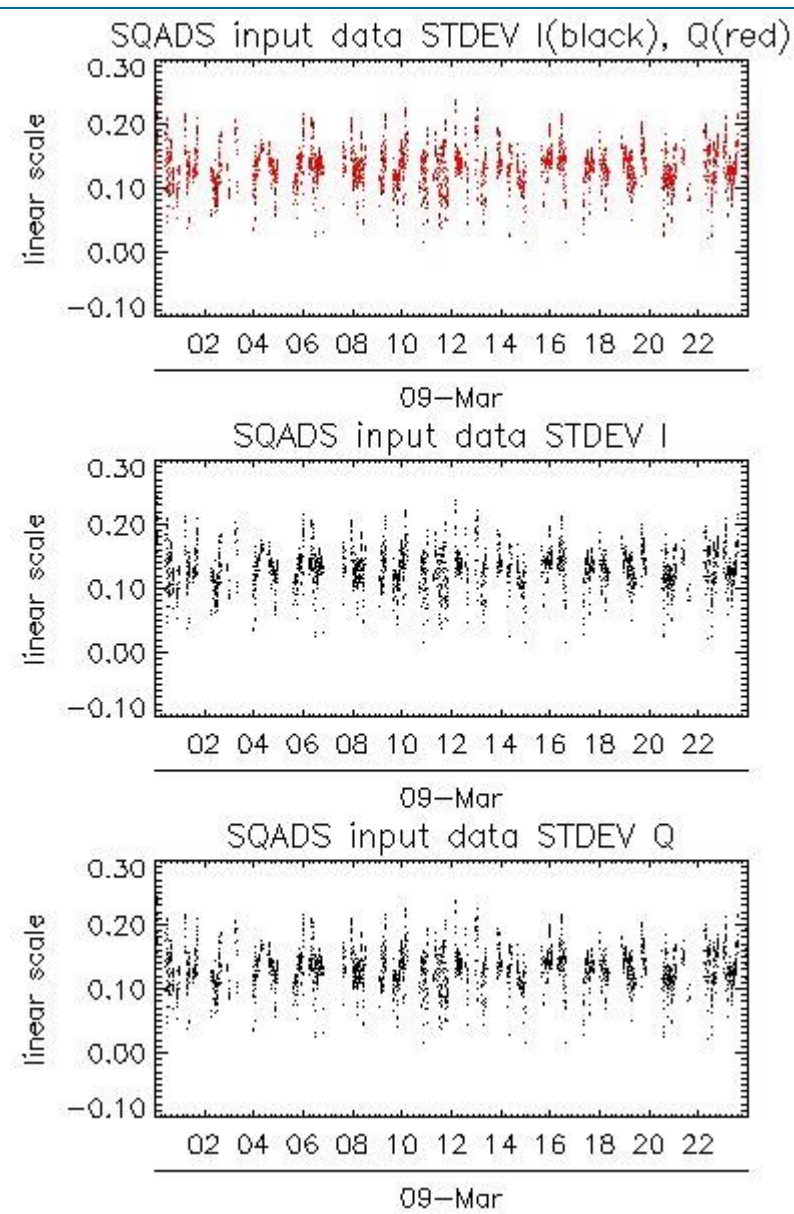 SQADS input data STDEV I(black), Q(red)
0.30
0.20
0.10
0.00
−0.10
linear scale
02 04 06 08 10 12 14 16 18 20 22
09−Mar
SQADS input data STDEV I
0.30
0.20
0.10
0.00
−0.10
linear scale
02 04 06 08 10 12 14 16 18 20 22
09−Mar
SQADS input data STDEV Q
0.30
0.20
0.10
0.00
−0.10
linear scale
02 04 06 08 10 12 14 16 18 20 22
09−Mar